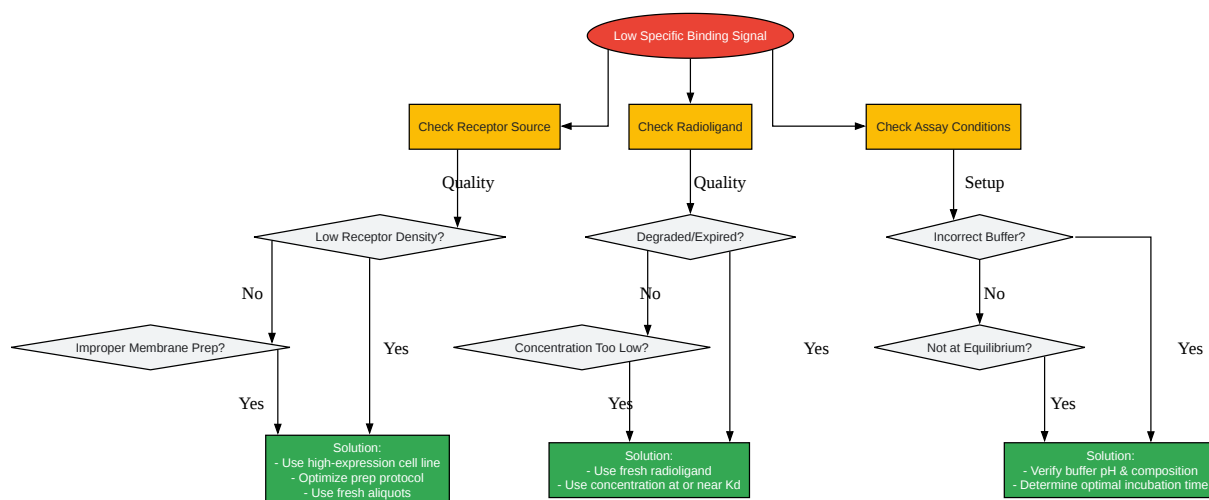 Low Specific Binding Signal
Check Receptor Source
Check Radioligand
Check Assay Conditions
Quality
Quality
Setup
Low Receptor Density?
Degraded/Expired?
Incorrect Buffer?
No
No
No
Improper Membrane Prep?
Yes
Concentration Too Low?
Yes
Not at Equilibrium?
Yes
Yes
Yes
Yes
Solution:
- Use high-expression cell line
- Optimize prep protocol
- Use fresh aliquots
Solution:
- Use fresh radioligand
- Use concentration at or near Kd
Solution:
- Verify buffer pH & composition
- Determine optimal incubation time